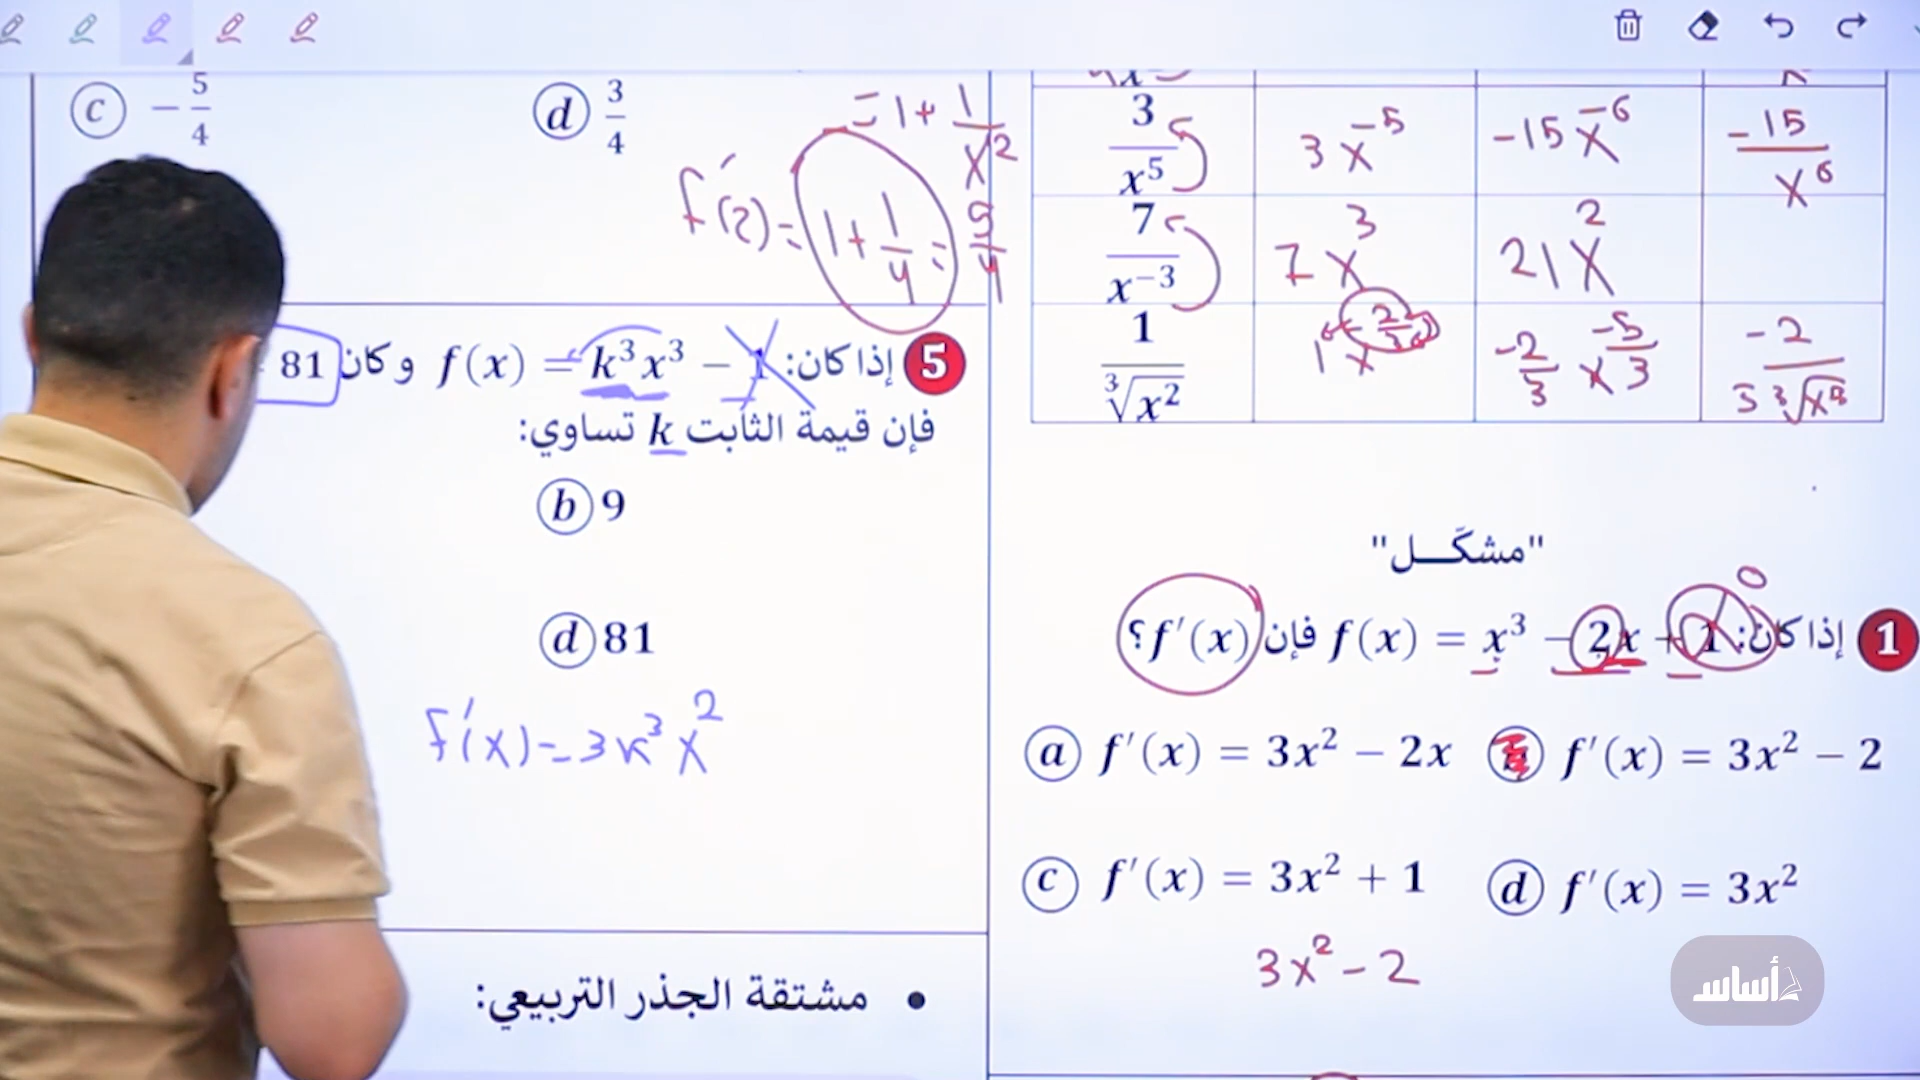 3/x⁵ 3x⁻⁵ -15x⁻⁶ -15/x⁶
7/x⁻³ 7x³ 21x²
1/∛x² 1x -2/3 x -5/3 -2/3∛x⁵
"مشكّـــل"
1 إذا كان: f(x) = x³ − 2x + 1 فإن f′(x)؟
0
a f′(x) = 3x² − 2x
f′(x) = 3x² − 2
c f′(x) = 3x² + 1
d f′(x) = 3x²
3x² - 2
أساس
c −5/4
d 3/4
= 1 + 1/x²
f′(2) = 1 + 1/4 = 5/4
5 إذا كان: f(x) = k³x³ − 1 وكان 81
فإن قيمة الثابت k تساوي:
b 9
d 81
f′(x) = 3k³x²
• مشتقة الجذر التربيعي: